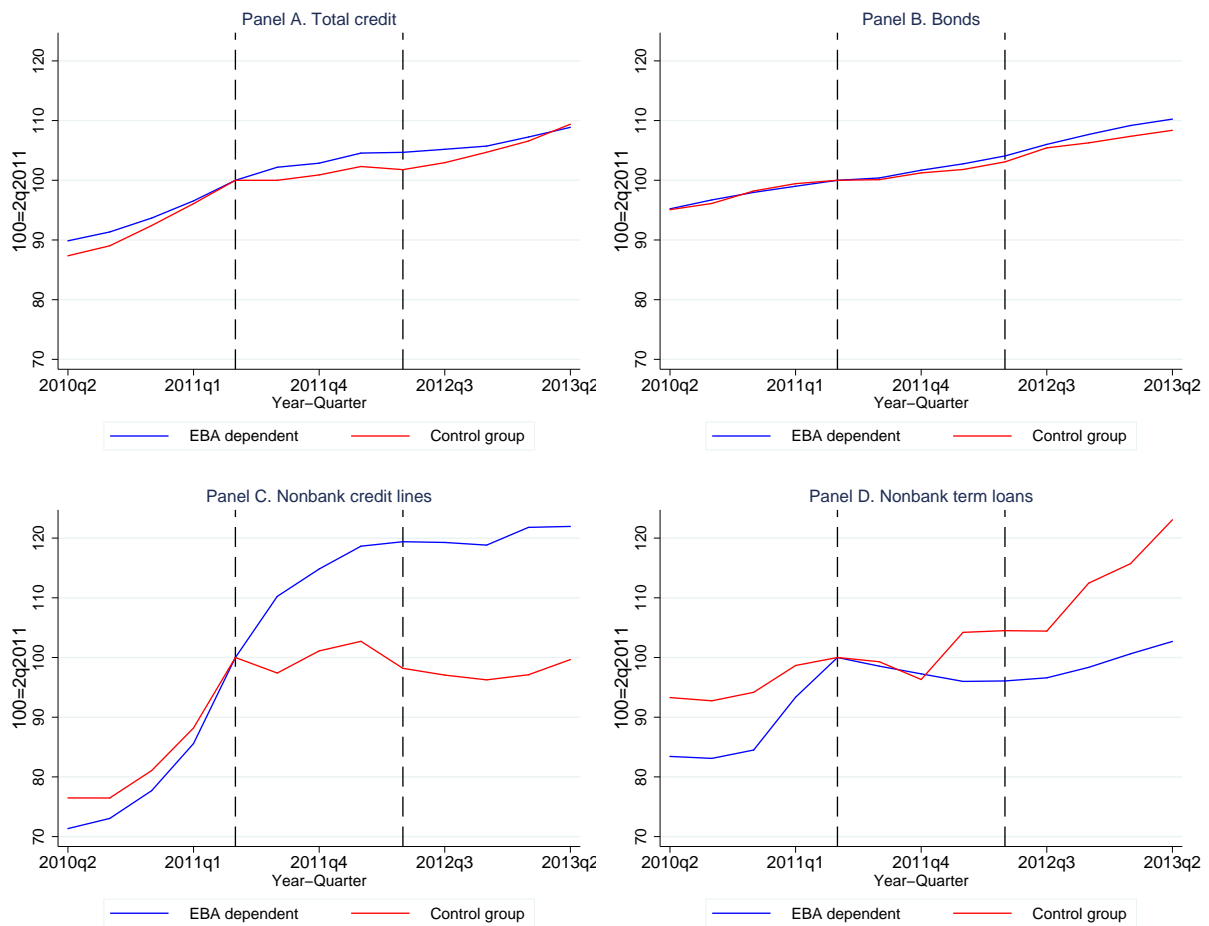 Panel A. Total credit
100=2q2011
120
110
100
90
80
70
2010q2 2011q1 2011q4 2012q3 2013q2
Year−Quarter
EBA dependent Control group
Panel B. Bonds
100=2q2011
120
110
100
90
80
70
2010q2 2011q1 2011q4 2012q3 2013q2
Year−Quarter
EBA dependent Control group
Panel C. Nonbank credit lines
100=2q2011
120
110
100
90
80
70
2010q2 2011q1 2011q4 2012q3 2013q2
Year−Quarter
EBA dependent Control group
Panel D. Nonbank term loans
100=2q2011
120
110
100
90
80
70
2010q2 2011q1 2011q4 2012q3 2013q2
Year−Quarter
EBA dependent Control group